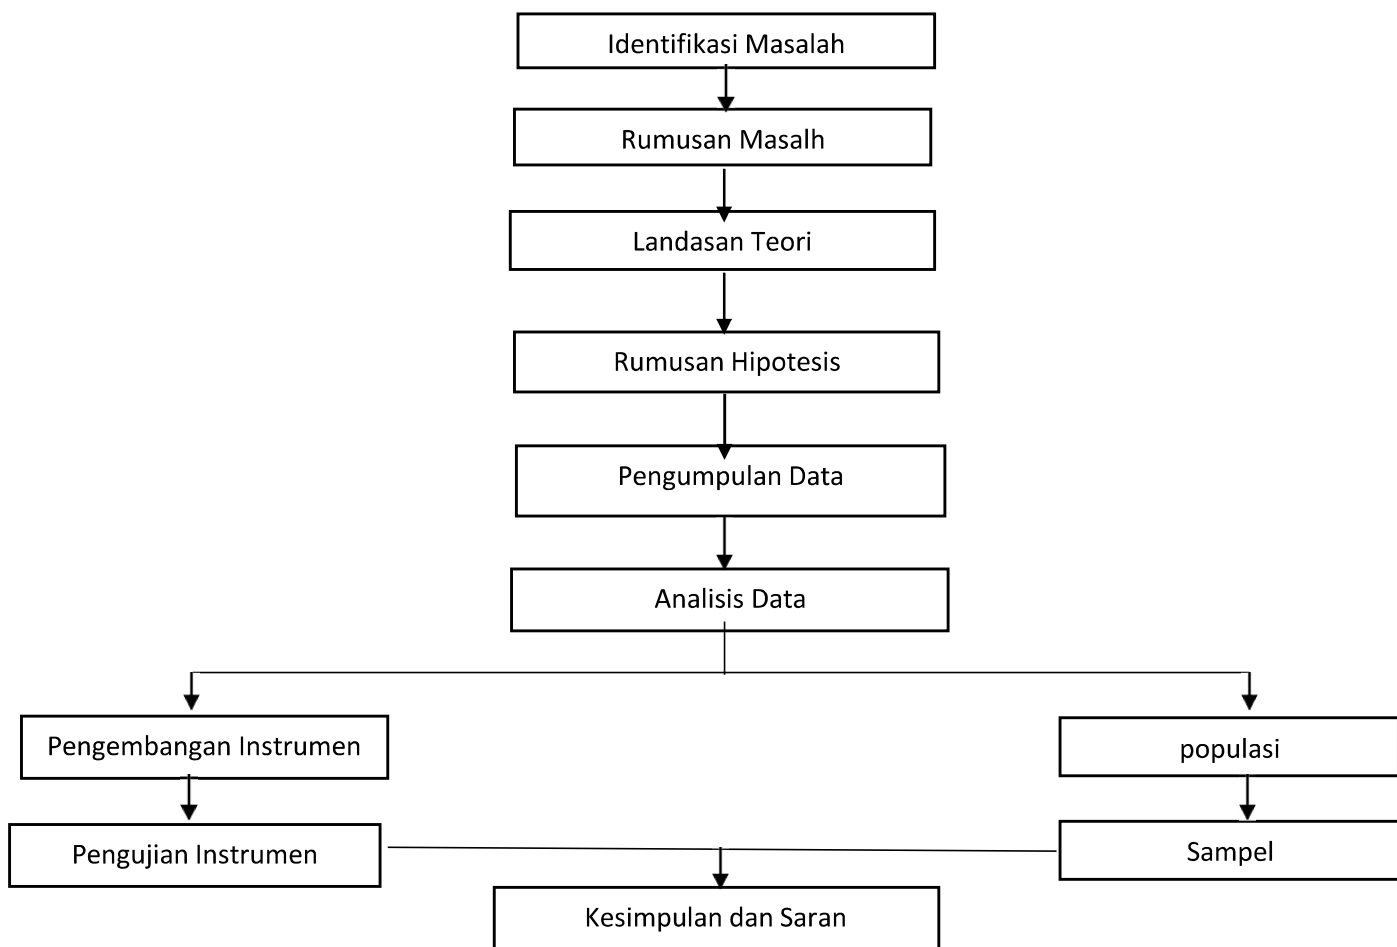 Identifikasi Masalah
Rumusan Masalh
Landasan Teori
Rumusan Hipotesis
Pengumpulan Data
Analisis Data
Pengembangan Instrumen
populasi
Pengujian Instrumen
Sampel
Kesimpulan dan Saran